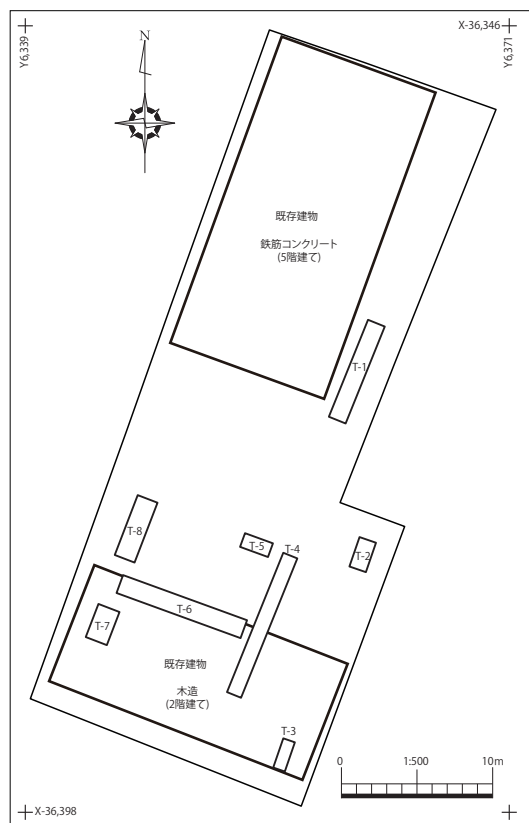 X-36,346
Y6,339
Y6,371
N
既存建物
鉄筋コンクリート
(5階建て)
T-1
T-8
T-5
T-4
T-2
T-6
T-7
既存建物
木造
(2階建て)
T-3
0
1:500
10m
X-36,398